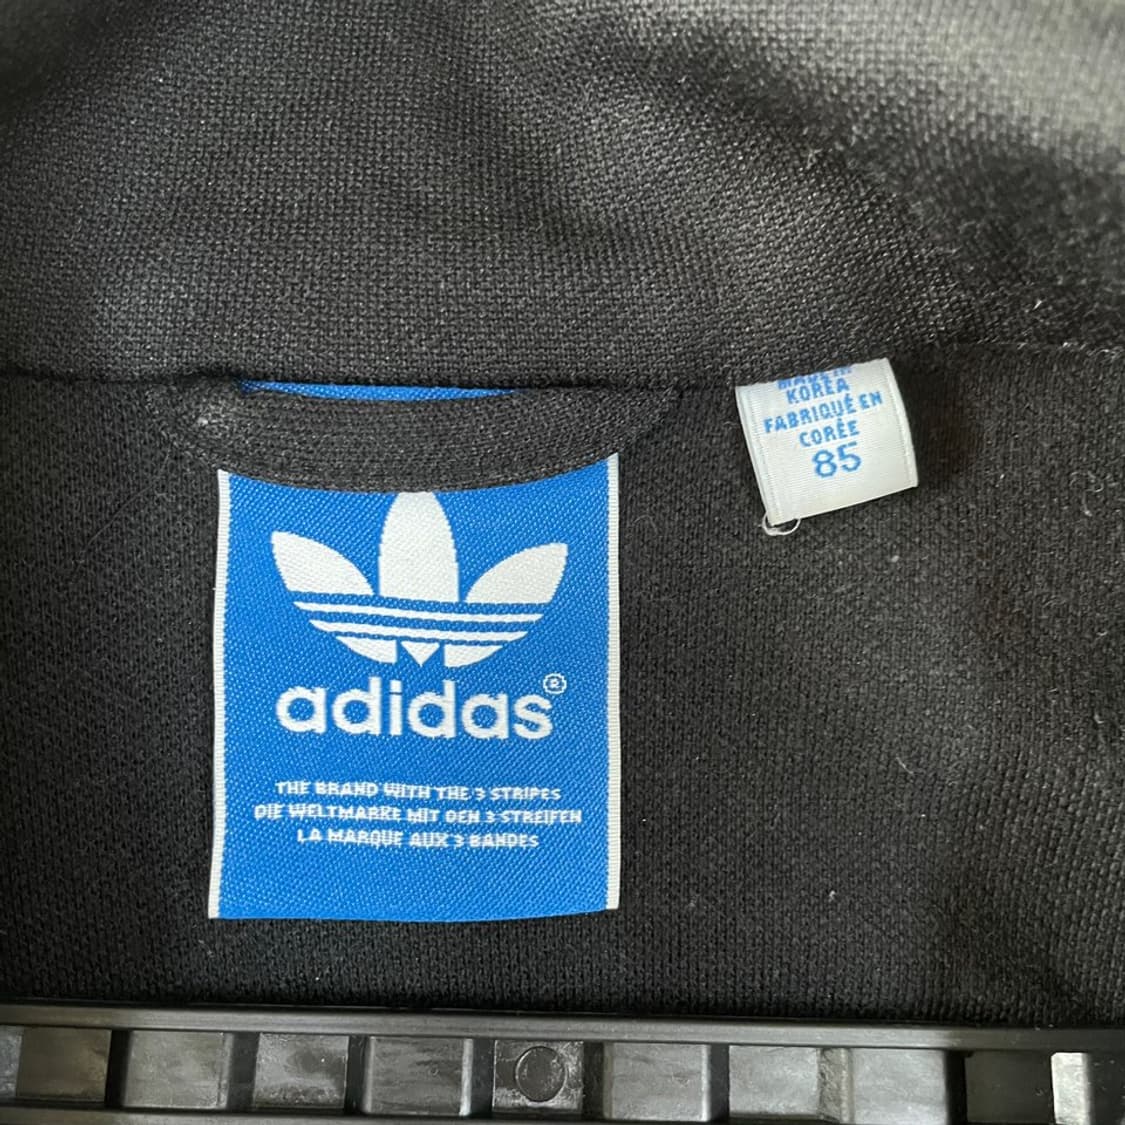 adidas®
THE BRAND WITH THE 3 STRIPES
DIE WELTMARKE MIT DEN 3 STREIFEN
LA MARQUE AUX 3 BANDES
MADE IN
KOREA
FABRIQUÉ EN
CORÉE
85